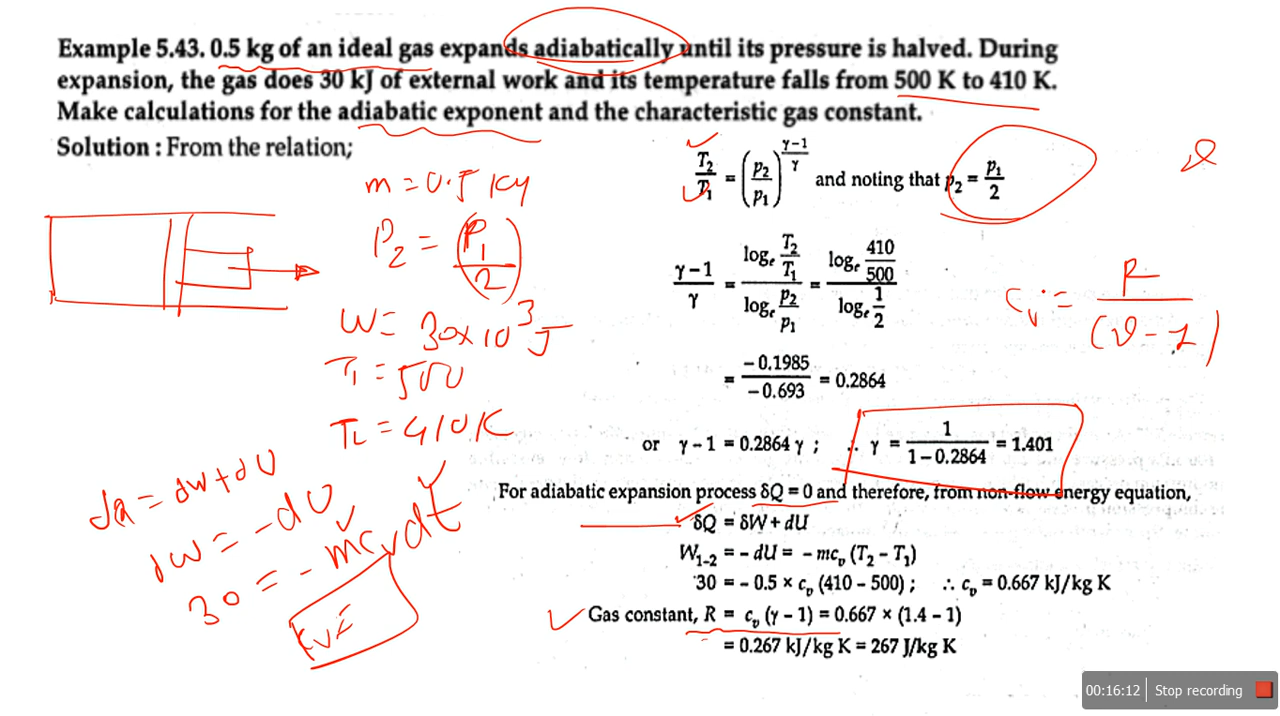 Example 5.43. 0.5 kg of an ideal gas expands adiabatically until its pressure is halved. During
expansion, the gas does 30 kJ of external work and its temperature falls from 500 K to 410 K.
Make calculations for the adiabatic exponent and the characteristic gas constant.
Solution : From the relation;
m = 0.5 kg
P₂ = (P₁/2)
W = 30×10³ J
T₁ = 500
T₂ = 410K
dQ = dW + dU
dW = -dU
30 = -mcᵥdt
T₂/T₁ = (p₂/p₁)^((γ-1)/γ) and noting that p₂ = p₁/2
(γ-1)/γ = (logₑ T₂/T₁)/(logₑ p₂/p₁) = (logₑ 410/500)/(logₑ 1/2)
= -0.1985/-0.693 = 0.2864
or γ - 1 = 0.2864 γ ; ∴ γ = 1/(1-0.2864) = 1.401
For adiabatic expansion process δQ = 0 and therefore, from non-flow energy equation,
δQ = δW + dU
W₁₋₂ = - dU = - mcᵥ (T₂ - T₁)
30 = - 0.5 × cᵥ (410 - 500) ; ∴ cᵥ = 0.667 kJ/kg K
Gas constant, R = cᵥ (γ - 1) = 0.667 × (1.4 - 1)
= 0.267 kJ/kg K = 267 J/kg K
γ
cᵥ = R/(γ-1)
00:16:12 Stop recording